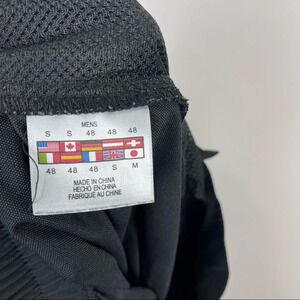 MENS
S S 48 48 48
48 48 48 S M
MADE IN CHINA
HECHO EN CHINA
FABRIQUE AU CHINE